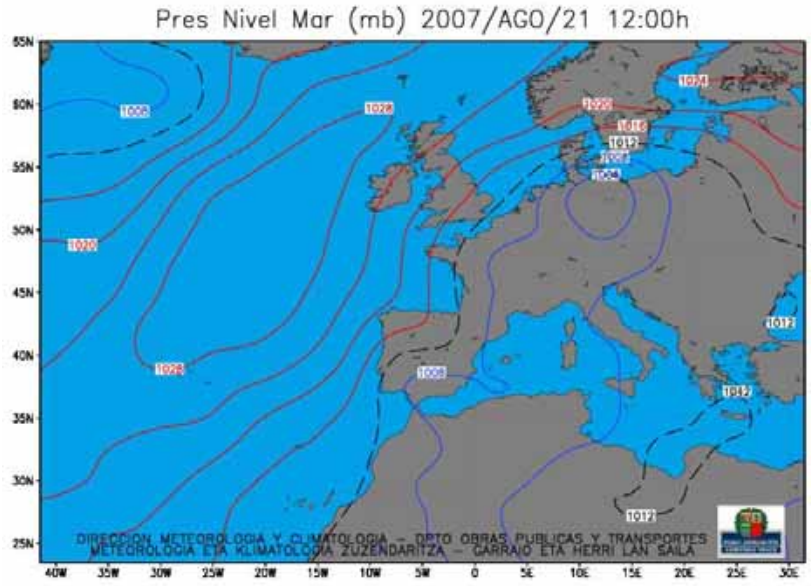 Pres Nivel Mar (mb) 2007/AGO/21 12:00h
65N
60N
55N
50N
45N
40N
35N
30N
25N
1008
1028
1024
1020
1016
1012
1008
1004
1020
1012
1028
1008
1012
1012
DIRECCION METEOROLOGIA Y CLIMATOLOGIA – DPTO OBRAS PUBLICAS Y TRANSPORTES
METEOROLOGIA ETA KLIMATOLOGIA ZUZENDARITZA – GARRAIO ETA HERRI LAN SAILA
40W 35W 30W 25W 20W 15W 10W 5W 0 5E 10E 15E 20E 25E 30E